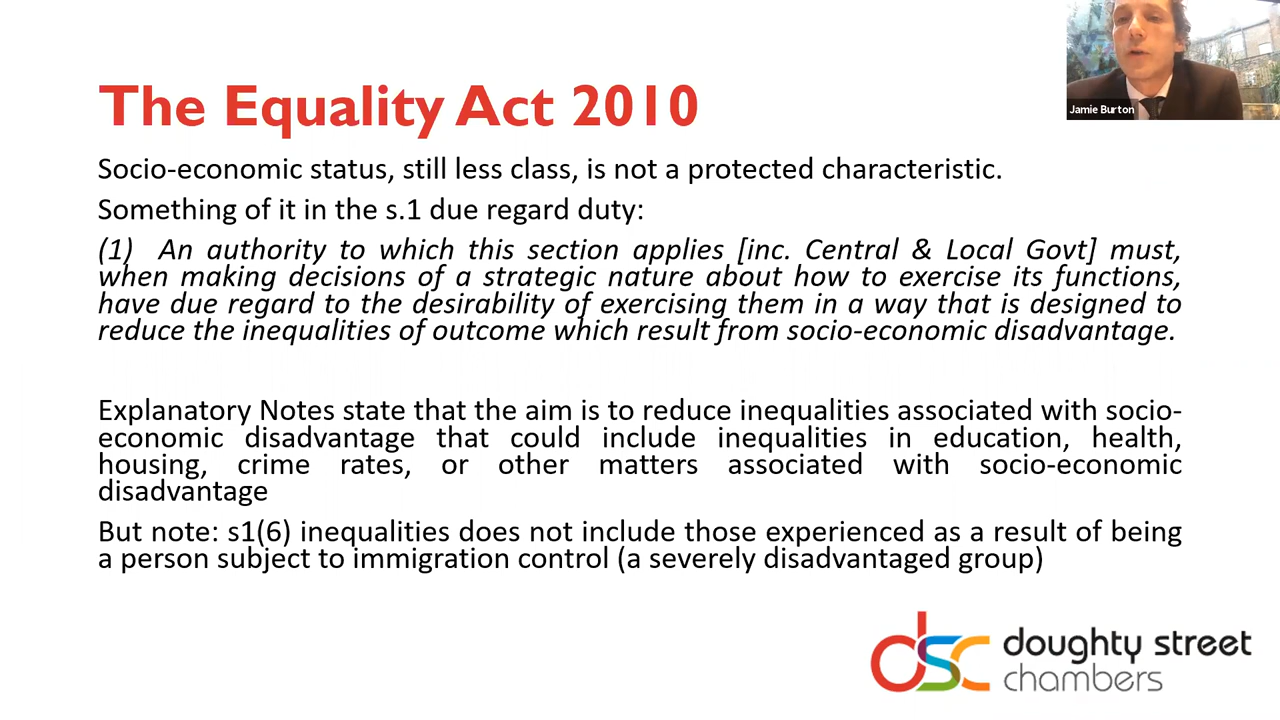 Jamie Burton
The Equality Act 2010
Socio-economic status, still less class, is not a protected characteristic.
Something of it in the s.1 due regard duty:
(1) An authority to which this section applies [inc. Central & Local Govt] must,
when making decisions of a strategic nature about how to exercise its functions,
have due regard to the desirability of exercising them in a way that is designed to
reduce the inequalities of outcome which result from socio-economic disadvantage.
Explanatory Notes state that the aim is to reduce inequalities associated with socio-
economic disadvantage that could include inequalities in education, health,
housing, crime rates, or other matters associated with socio-economic
disadvantage
But note: s1(6) inequalities does not include those experienced as a result of being
a person subject to immigration control (a severely disadvantaged group)
dsc doughty street
chambers